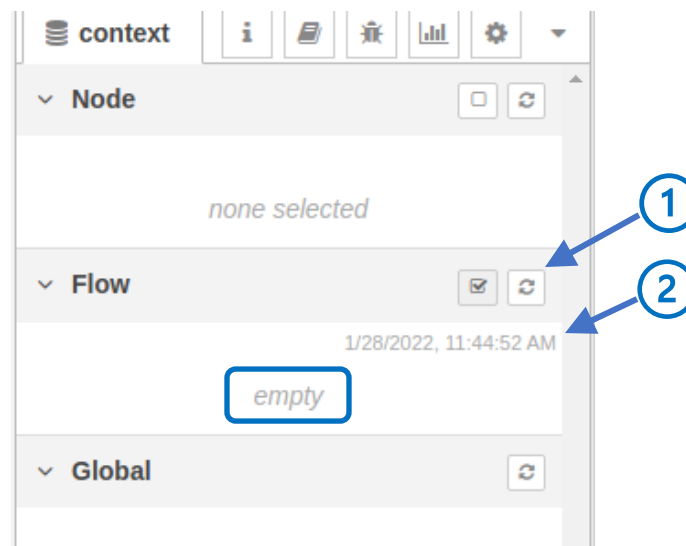 context
Node
none selected
Flow
1
2
1/28/2022, 11:44:52 AM
empty
Global